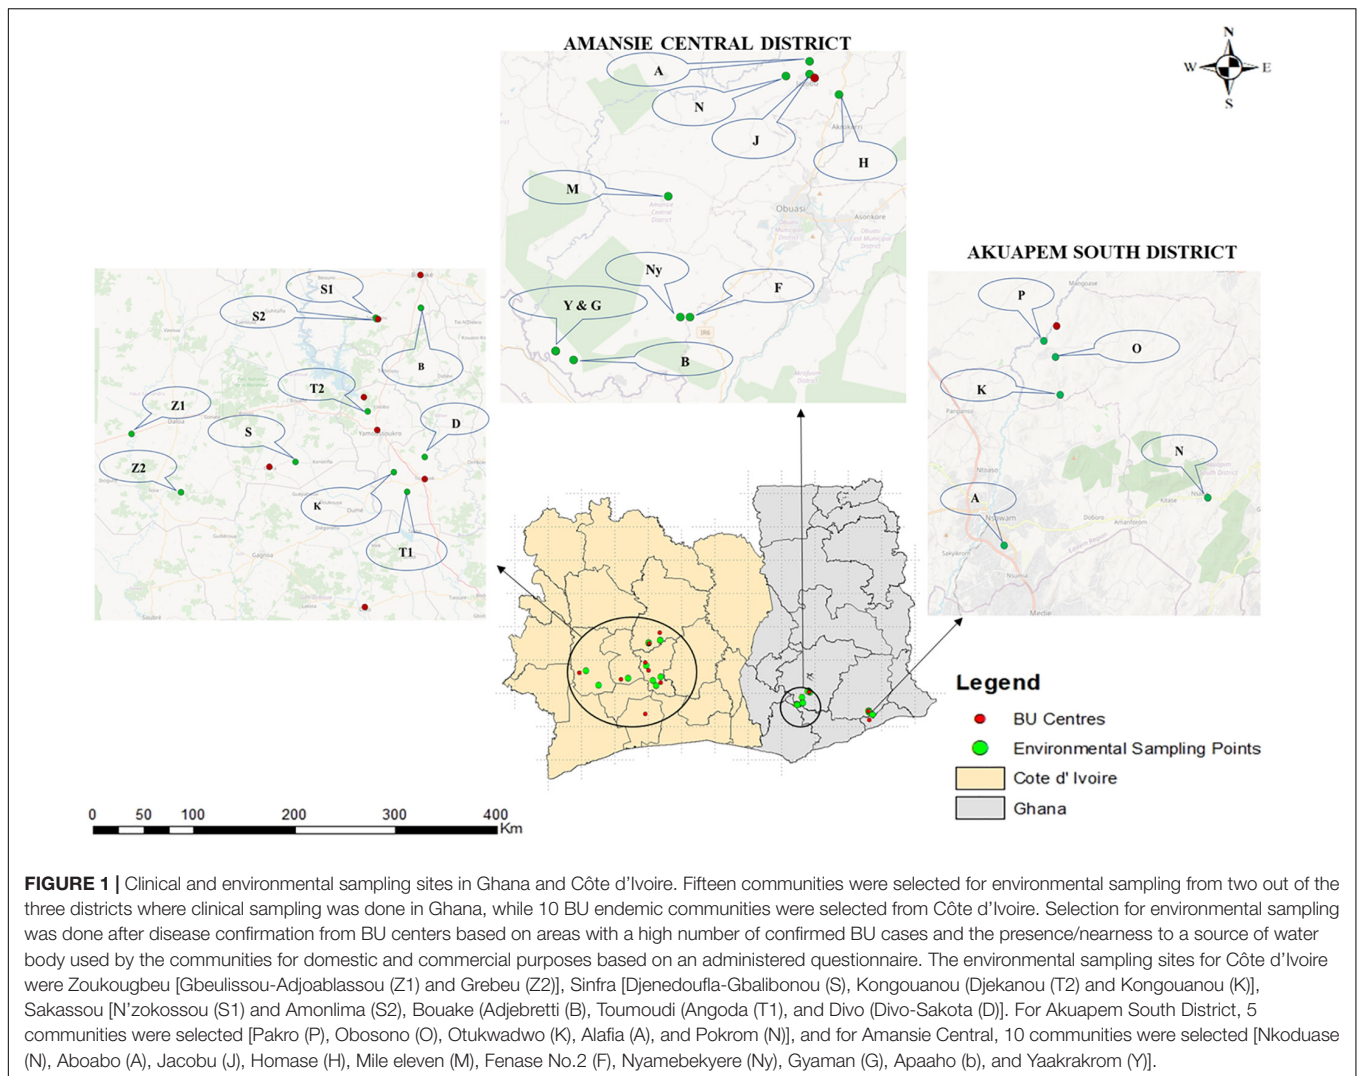 AMANSIE CENTRAL DISTRICT
N
W E
S
A
N
J
H
M
Obuasi
Asonkore
Amansie
Central
District
Ny
F
Y & G
B
AKUAPEM SOUTH DISTRICT
P
O
K
N
A
Nsawam
Medie
S1
S2
B
T2
D
Z1
S
Z2
K
T1
Gagnoa
Legend
BU Centres
Environmental Sampling Points
Cote d' Ivoire
Ghana
0 50 100 200 300 400
Km
FIGURE 1 | Clinical and environmental sampling sites in Ghana and Côte d’Ivoire. Fifteen communities were selected for environmental sampling from two out of the
three districts where clinical sampling was done in Ghana, while 10 BU endemic communities were selected from Côte d’Ivoire. Selection for environmental sampling
was done after disease confirmation from BU centers based on areas with a high number of confirmed BU cases and the presence/nearness to a source of water
body used by the communities for domestic and commercial purposes based on an administered questionnaire. The environmental sampling sites for Côte d’Ivoire
were Zoukougbeu [Gbeulissou-Adjoablassou (Z1) and Grebeu (Z2)], Sinfra [Djenedoufla-Gbalibonou (S), Kongouanou (Djekanou (T2) and Kongouanou (K)],
Sakassou [N’zokossou (S1) and Amonlima (S2), Bouake (Adjebretti (B), Toumoudi (Angoda (T1), and Divo (Divo-Sakota (D)]. For Akuapem South District, 5
communities were selected [Pakro (P), Obosono (O), Otukwadwo (K), Alafia (A), and Pokrom (N)], and for Amansie Central, 10 communities were selected [Nkoduase
(N), Aboabo (A), Jacobu (J), Homase (H), Mile eleven (M), Fenase No.2 (F), Nyamebekyere (Ny), Gyaman (G), Apaaho (b), and Yaakrakrom (Y)].